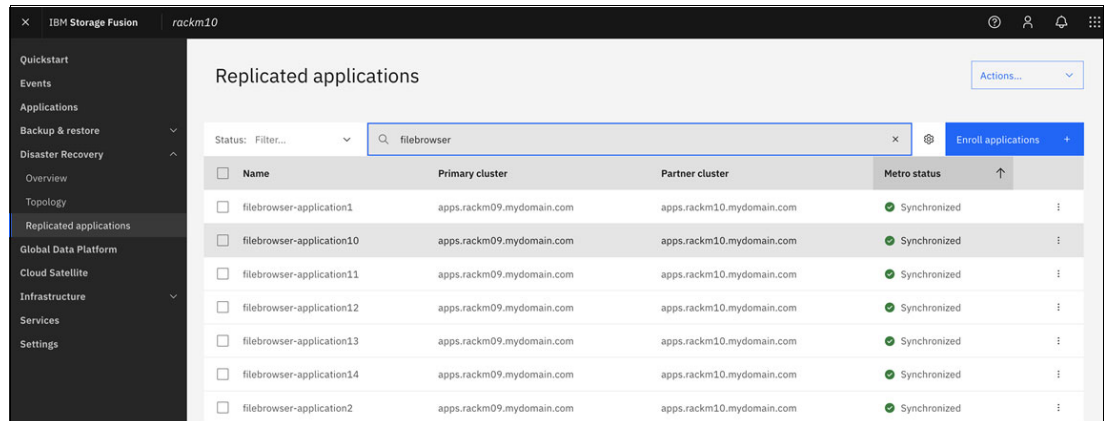 IBM Storage Fusion rackm10
Quickstart
Events
Applications
Backup & restore
Disaster Recovery
Overview
Topology
Replicated applications
Global Data Platform
Cloud Satellite
Infrastructure
Services
Settings
Replicated applications
Actions...
Status: Filter... filebrowser Enroll applications +
Name Primary cluster Partner cluster Metro status
filebrowser-application1 apps.rackm09.mydomain.com apps.rackm10.mydomain.com Synchronized
filebrowser-application10 apps.rackm09.mydomain.com apps.rackm10.mydomain.com Synchronized
filebrowser-application11 apps.rackm09.mydomain.com apps.rackm10.mydomain.com Synchronized
filebrowser-application12 apps.rackm09.mydomain.com apps.rackm10.mydomain.com Synchronized
filebrowser-application13 apps.rackm09.mydomain.com apps.rackm10.mydomain.com Synchronized
filebrowser-application14 apps.rackm09.mydomain.com apps.rackm10.mydomain.com Synchronized
filebrowser-application2 apps.rackm09.mydomain.com apps.rackm10.mydomain.com Synchronized